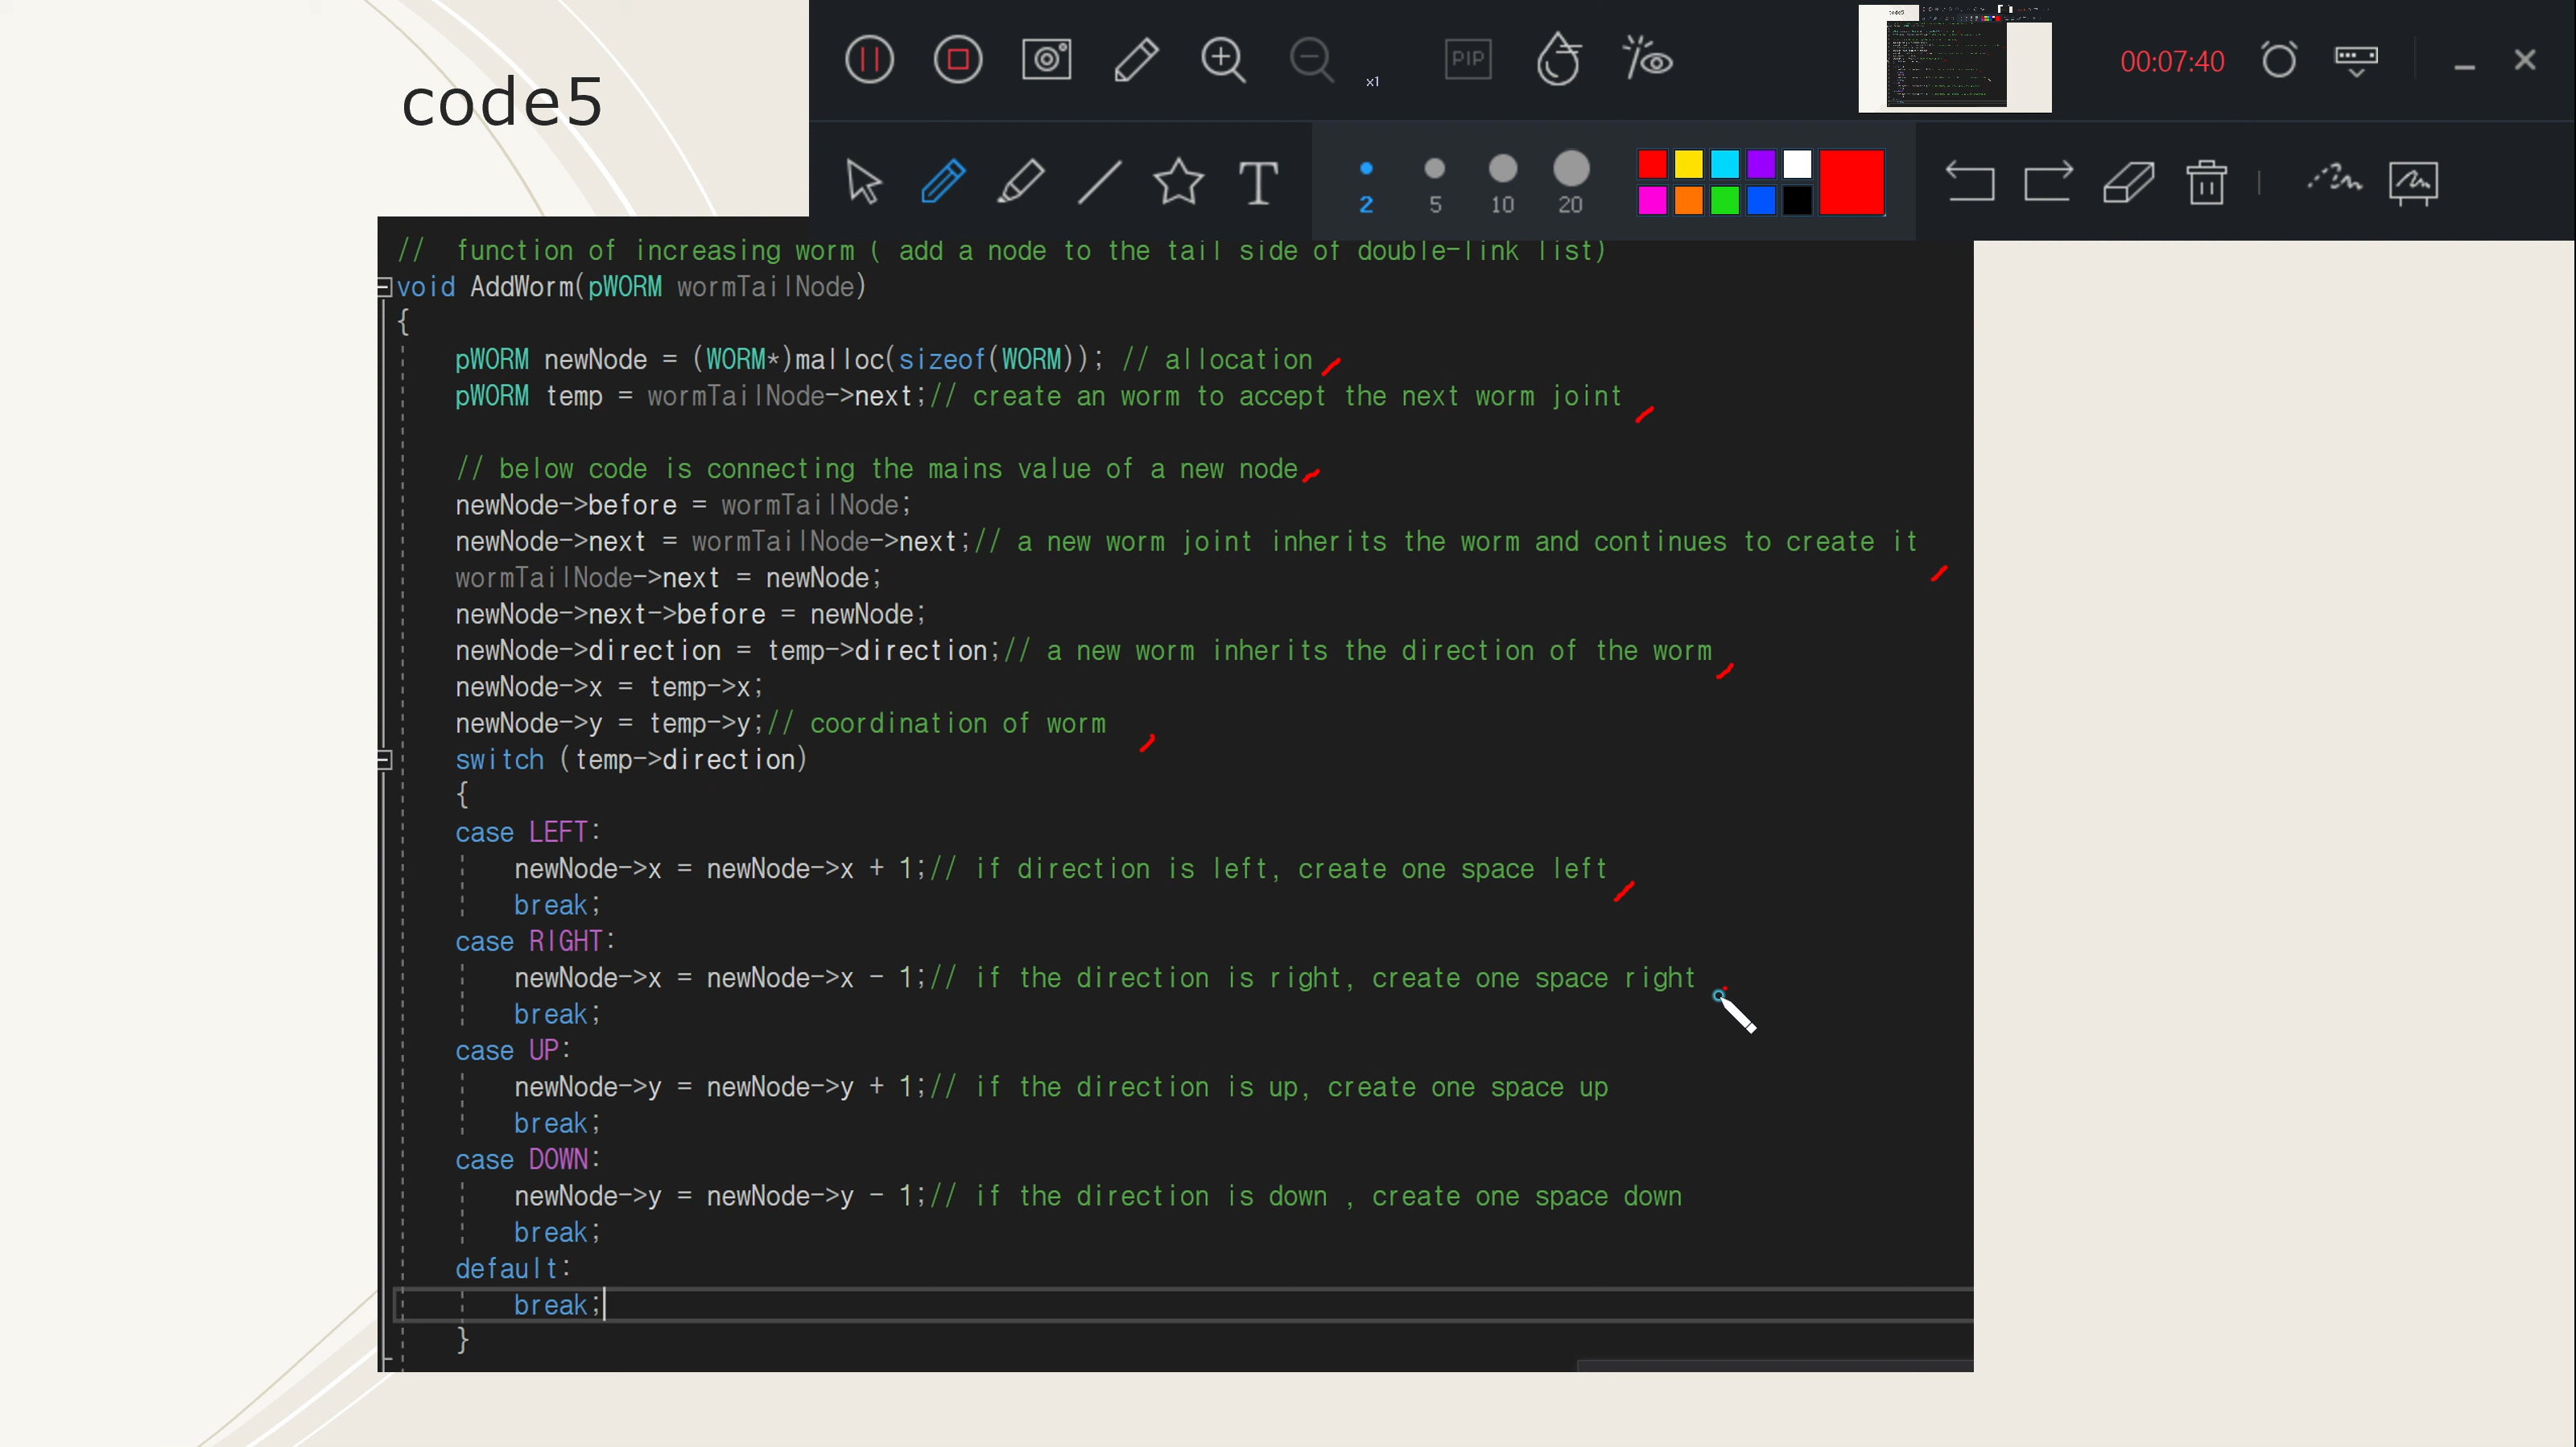 code5
x1
PIP
00:07:40
T
2 5 10 20
//  function of increasing worm ( add a node to the tail side of double-link list)
void AddWorm(pWORM wormTailNode)
{
pWORM newNode = (WORM*)malloc(sizeof(WORM)); // allocation
pWORM temp = wormTailNode->next;// create an worm to accept the next worm joint
// below code is connecting the mains value of a new node
newNode->before = wormTailNode;
newNode->next = wormTailNode->next;// a new worm joint inherits the worm and continues to create it
wormTailNode->next = newNode;
newNode->next->before = newNode;
newNode->direction = temp->direction;// a new worm inherits the direction of the worm
newNode->x = temp->x;
newNode->y = temp->y;// coordination of worm
switch (temp->direction)
{
case LEFT:
newNode->x = newNode->x + 1;// if direction is left, create one space left
break;
case RIGHT:
newNode->x = newNode->x - 1;// if the direction is right, create one space right
break;
case UP:
newNode->y = newNode->y + 1;// if the direction is up, create one space up
break;
case DOWN:
newNode->y = newNode->y - 1;// if the direction is down , create one space down
break;
default:
break;
}